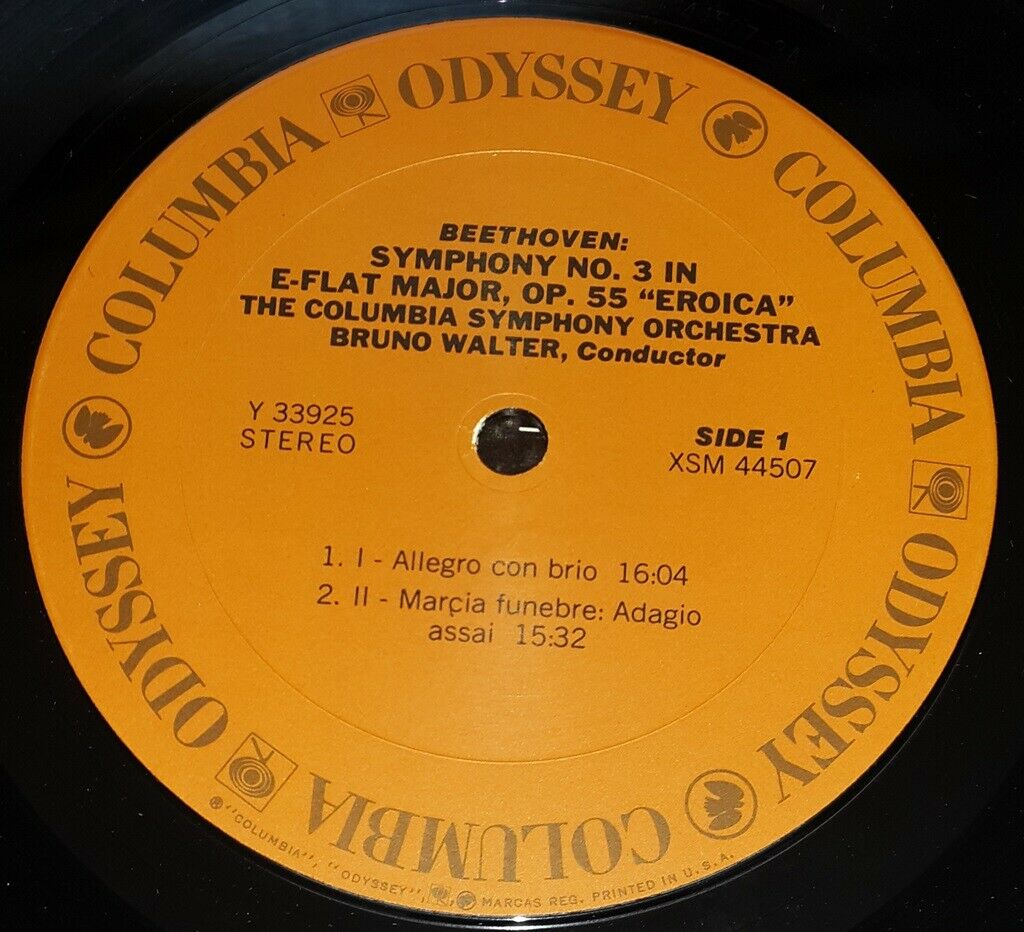 COLUMBIA ODYSSEY COLUMBIA ODYSSEY COLUMBIA ODYSSEY
BEETHOVEN:
SYMPHONY NO. 3 IN
E-FLAT MAJOR, OP. 55 "EROICA"
THE COLUMBIA SYMPHONY ORCHESTRA
BRUNO WALTER, Conductor
Y 33925
STEREO
SIDE 1
XSM 44507
1. I - Allegro con brio 16:04
2. II - Marcia funebre: Adagio
assai 15:32
® "COLUMBIA", "ODYSSEY", MARCAS REG. PRINTED IN U.S.A.